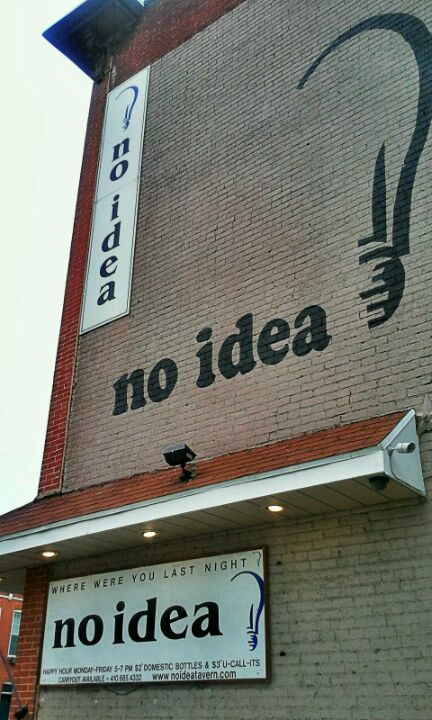 no idea
no idea
WHERE WERE YOU LAST NIGHT
no idea
HAPPY HOUR MONDAY-FRIDAY 5-7 PM $2 DOMESTIC BOTTLES & $3 U-CALL-ITS
CARRYOUT AVAILABLE • 410.685.4332 www.noideatavern.com